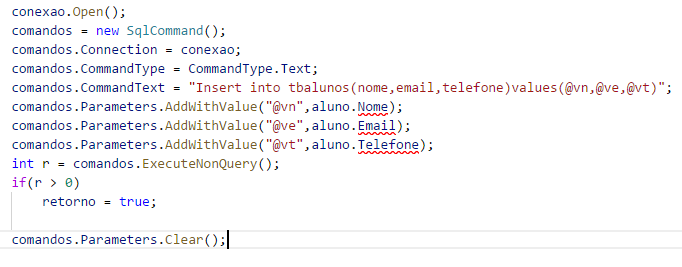 conexao.Open();
comandos = new SqlCommand();
comandos.Connection = conexao;
comandos.CommandType = CommandType.Text;
comandos.CommandText = "Insert into tbalunos(nome,email,telefone)values(@vn,@ve,@vt)";
comandos.Parameters.AddWithValue("@vn",aluno.Nome);
comandos.Parameters.AddWithValue("@ve",aluno.Email);
comandos.Parameters.AddWithValue("@vt",aluno.Telefone);
int r = comandos.ExecuteNonQuery();
if(r > 0)
    retorno = true;
comandos.Parameters.Clear();